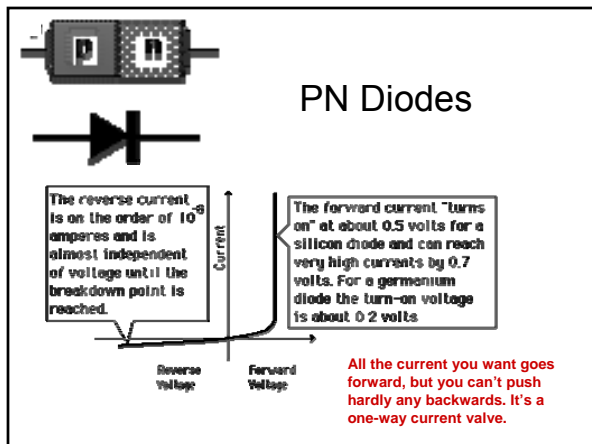 p n
PN Diodes
The reverse current
is on the order of 10
amperes and is
almost independent
of voltage until the
breakdown point is
reached.
Current
The forward current "turns
on" at about 0.5 volts for a
silicon diode and can reach
very high currents by 0.7
volts. For a germanium
diode the turn-on voltage
is about 0.2 volts
Reverse
Voltage
Forward
Voltage
All the current you want goes
forward, but you can't push
hardly any backwards. It's a
one-way current valve.